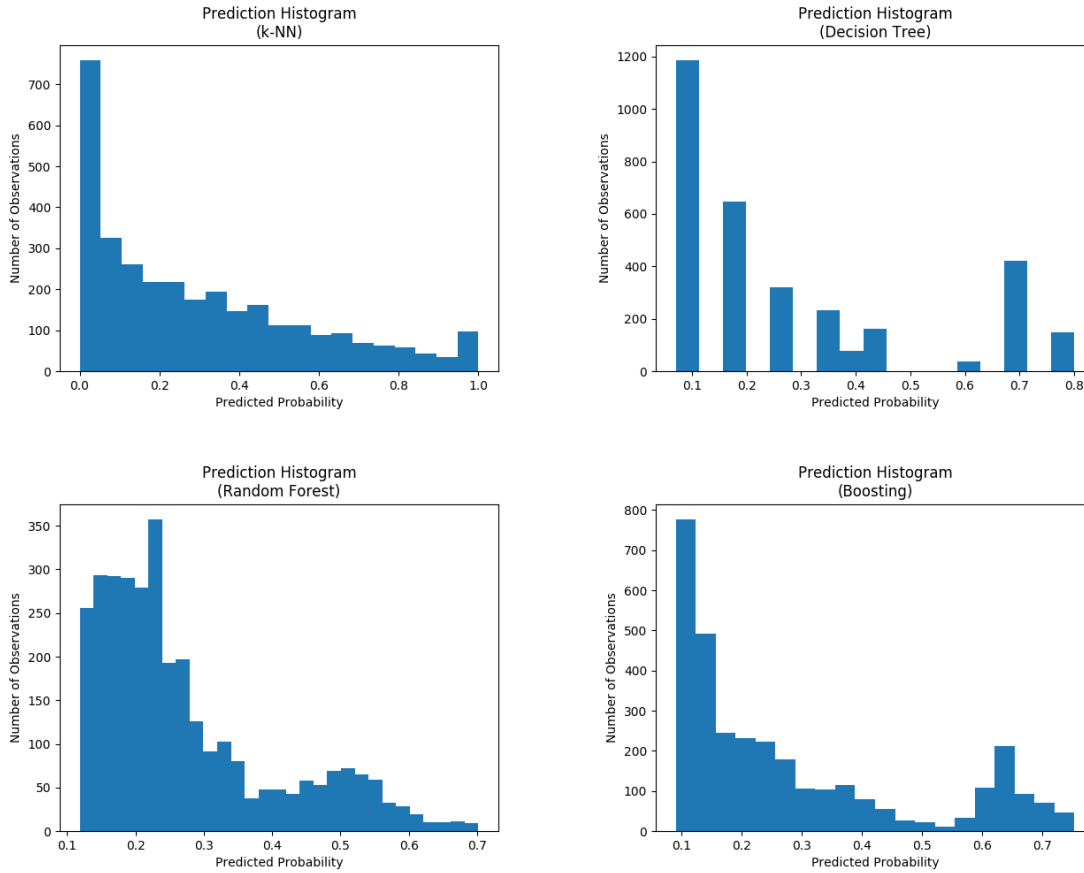 Prediction Histogram
(k-NN)
Number of Observations
700
600
500
400
300
200
100
0
0.0 0.2 0.4 0.6 0.8 1.0
Predicted Probability
Prediction Histogram
(Decision Tree)
Number of Observations
1200
1000
800
600
400
200
0
0.1 0.2 0.3 0.4 0.5 0.6 0.7 0.8
Predicted Probability
Prediction Histogram
(Random Forest)
Number of Observations
350
300
250
200
150
100
50
0
0.1 0.2 0.3 0.4 0.5 0.6 0.7
Predicted Probability
Prediction Histogram
(Boosting)
Number of Observations
800
700
600
500
400
300
200
100
0
0.1 0.2 0.3 0.4 0.5 0.6 0.7
Predicted Probability